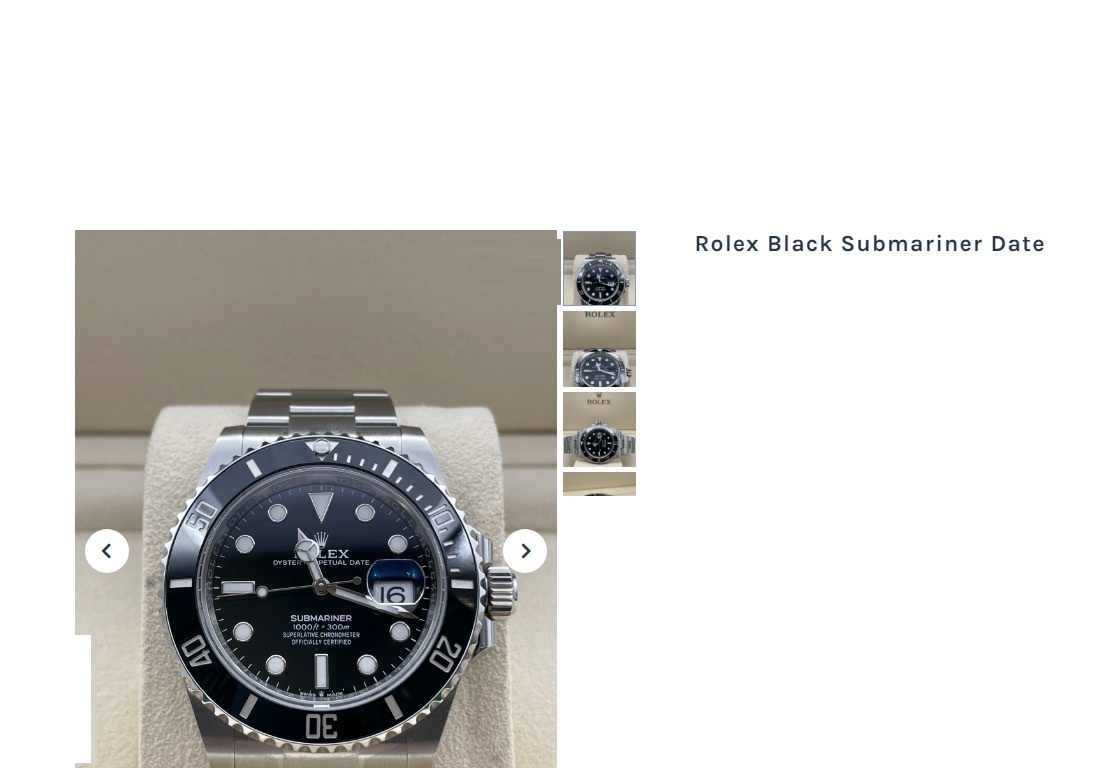 Rolex Black Submariner Date
ROLEX
ROLEX
50
10
ROLEX
OYSTER PERPETUAL DATE
16
SUBMARINER
1000ft = 300m
SUPERLATIVE CHRONOMETER
OFFICIALLY CERTIFIED
40
20
SWISS MADE
30